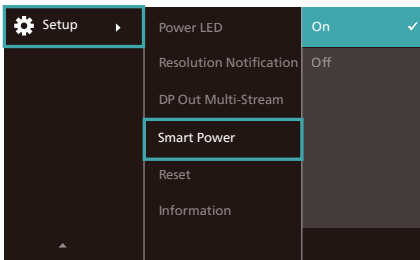 Setup
Power LED
Resolution Notification
DP Out Multi-Stream
Smart Power
Reset
Information
On
Off